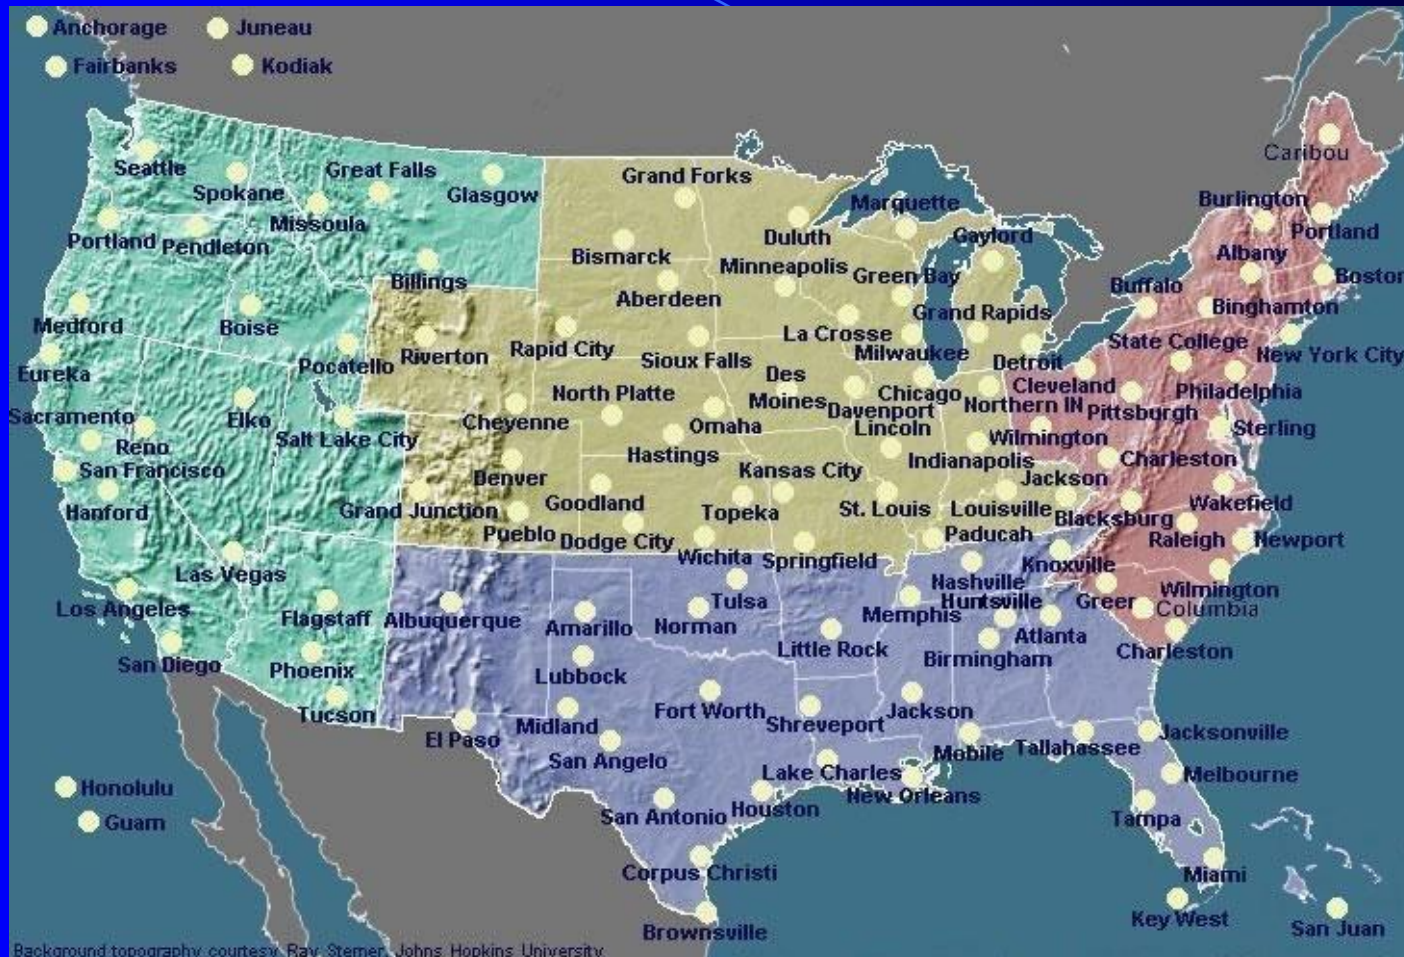 Anchorage
Juneau
Fairbanks
Kodiak
Seattle
Spokane
Great Falls
Glasgow
Missoula
Portland
Pendleton
Billings
Medford
Boise
Pocatello
Eureka
Sacramento
Reno
Elko
Salt Lake City
San Francisco
Hanford
Las Vegas
Los Angeles
Flagstaff
San Diego
Phoenix
Tucson
Grand Forks
Marquette
Duluth
Gaylord
Bismarck
Minneapolis
Green Bay
Aberdeen
Grand Rapids
La Crosse
Riverton
Rapid City
Sioux Falls
Milwaukee
Detroit
Des
Moines
North Platte
Chicago
Davenport
Northern IN
Cheyenne
Omaha
Lincoln
Wilmington
Hastings
Indianapolis
Kansas City
Denver
Jackson
Goodland
Grand Junction
Topeka
St. Louis
Louisville
Pueblo
Dodge City
Paducah
Wichita
Springfield
Caribou
Burlington
Portland
Albany
Boston
Buffalo
Binghamton
State College
New York City
Cleveland
Philadelphia
Pittsburgh
Sterling
Charleston
Wakefield
Blacksburg
Raleigh
Newport
Wilmington
Greer
Columbia
Charleston
Knoxville
Nashville
Huntsville
Memphis
Tulsa
Norman
Amarillo
Albuquerque
Atlanta
Little Rock
Birmingham
Lubbock
Midland
Fort Worth
Shreveport
Jackson
El Paso
San Angelo
Mobile
Tallahassee
Jacksonville
Lake Charles
New Orleans
Melbourne
San Antonio
Houston
Tampa
Corpus Christi
Miami
Key West
San Juan
Brownsville
Honolulu
Guam
Background topography courtesy Ray Sterner, Johns Hopkins University